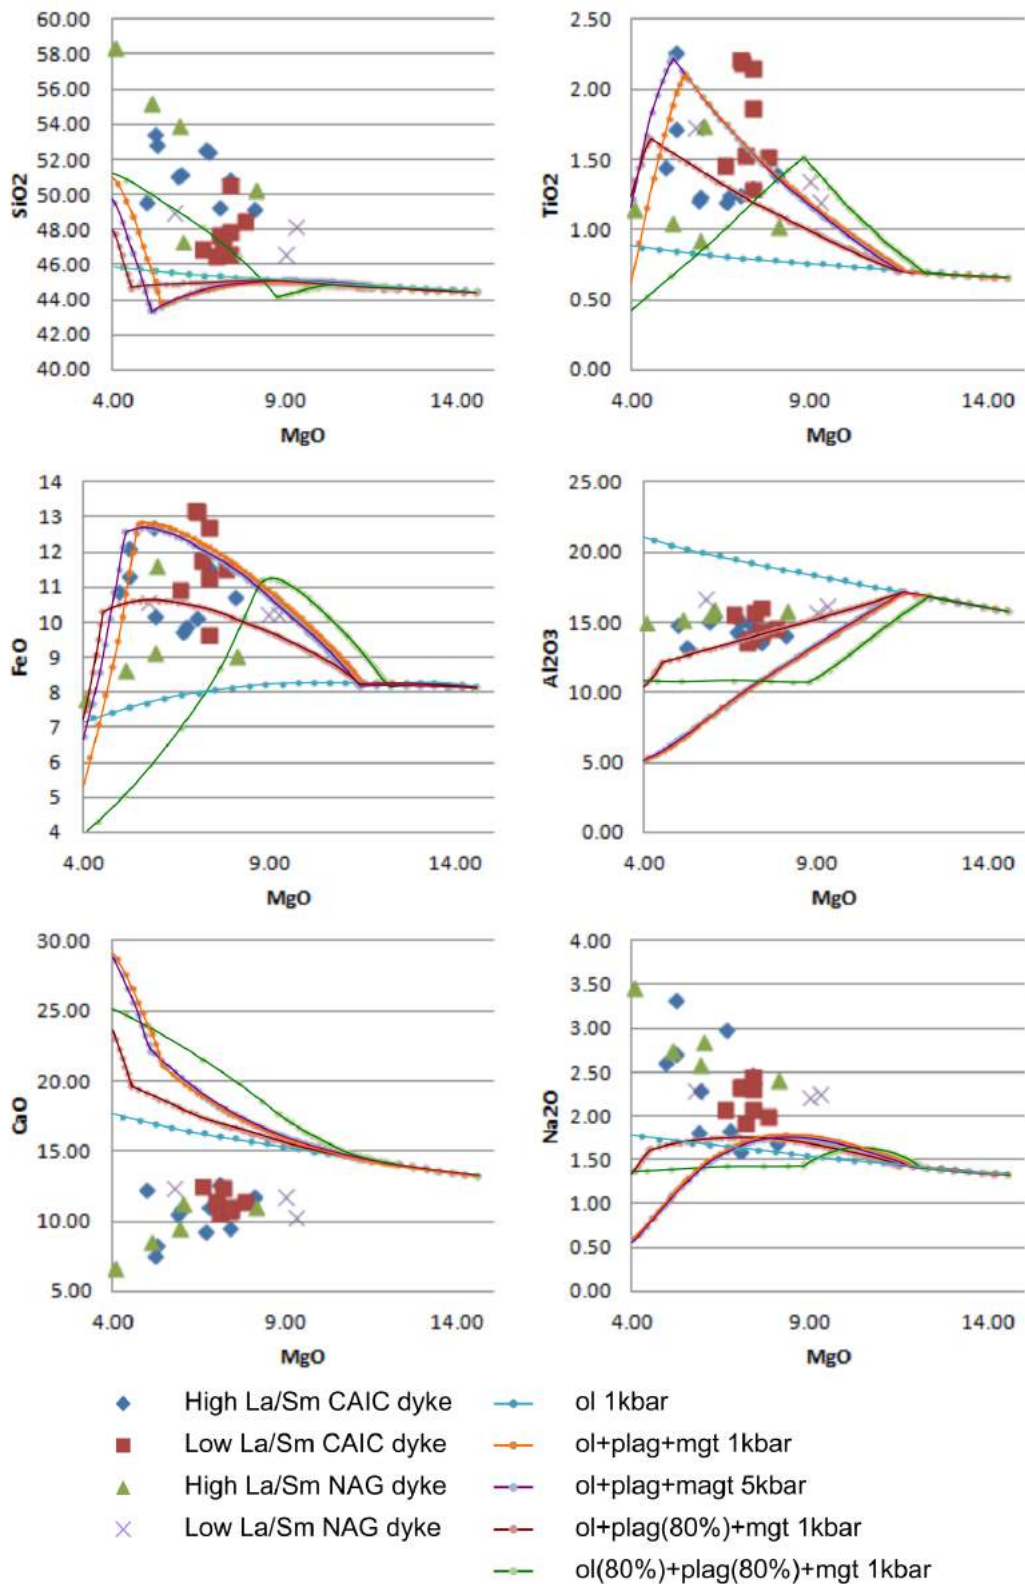 60.00
58.00
56.00
54.00
52.00
50.00
48.00
46.00
44.00
42.00
40.00
SiO2
4.00 9.00 14.00
MgO
2.50
2.00
1.50
1.00
0.50
0.00
TiO2
4.00 9.00 14.00
MgO
14
13
12
11
10
9
8
7
6
5
4
FeO
4.00 9.00 14.00
MgO
25.00
20.00
15.00
10.00
5.00
0.00
Al2O3
4.00 9.00 14.00
MgO
30.00
25.00
20.00
15.00
10.00
5.00
CaO
4.00 9.00 14.00
MgO
4.00
3.50
3.00
2.50
2.00
1.50
1.00
0.50
0.00
Na2O
4.00 9.00 14.00
MgO
High La/Sm CAIC dyke
Low La/Sm CAIC dyke
High La/Sm NAG dyke
Low La/Sm NAG dyke
ol 1kbar
ol+plag+mgt 1kbar
ol+plag+magt 5kbar
ol+plag(80%)+mgt 1kbar
ol(80%)+plag(80%)+mgt 1kbar